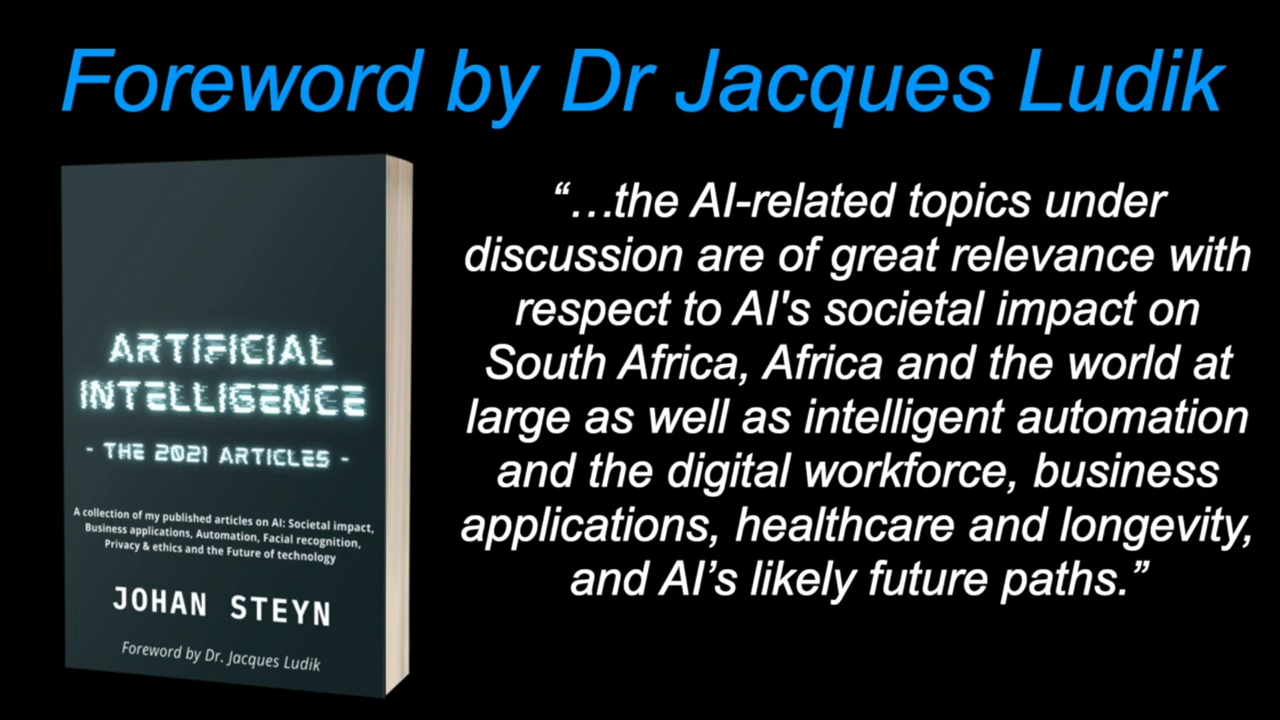 Foreword by Dr Jacques Ludik
ARTIFICIAL
INTELLIGENCE
- THE 2021 ARTICLES -
A collection of my published articles on AI: Societal impact,
Business applications, Automation, Facial recognition,
Privacy & ethics and the Future of technology
JOHAN STEYN
Foreword by Dr. Jacques Ludik
“…the AI-related topics under
discussion are of great relevance with
respect to AI's societal impact on
South Africa, Africa and the world at
large as well as intelligent automation
and the digital workforce, business
applications, healthcare and longevity,
and AI’s likely future paths.”